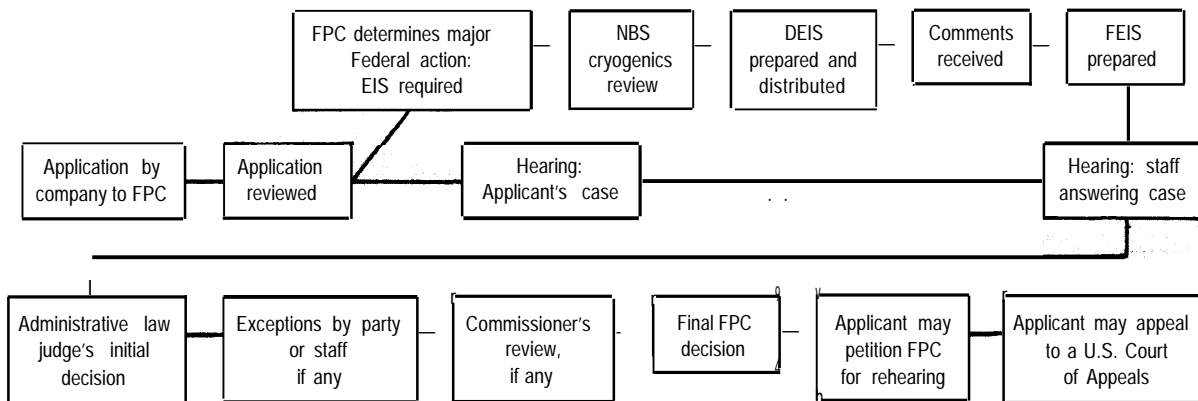 FPC determines major
Federal action:
EIS required
NBS
cryogenics
review
DEIS
prepared and
distributed
Comments
received
FEIS
prepared
Application by
company to FPC
Application
reviewed
Hearing:
Applicant's case
Hearing: staff
answering case
Administrative law
judge's initial
decision
Exceptions by party
or staff
if any
Commissioner's
review,
if any
Final FPC
decision
Applicant may
petition FPC
for rehearing
Applicant may appeal
to a U.S. Court
of Appeals